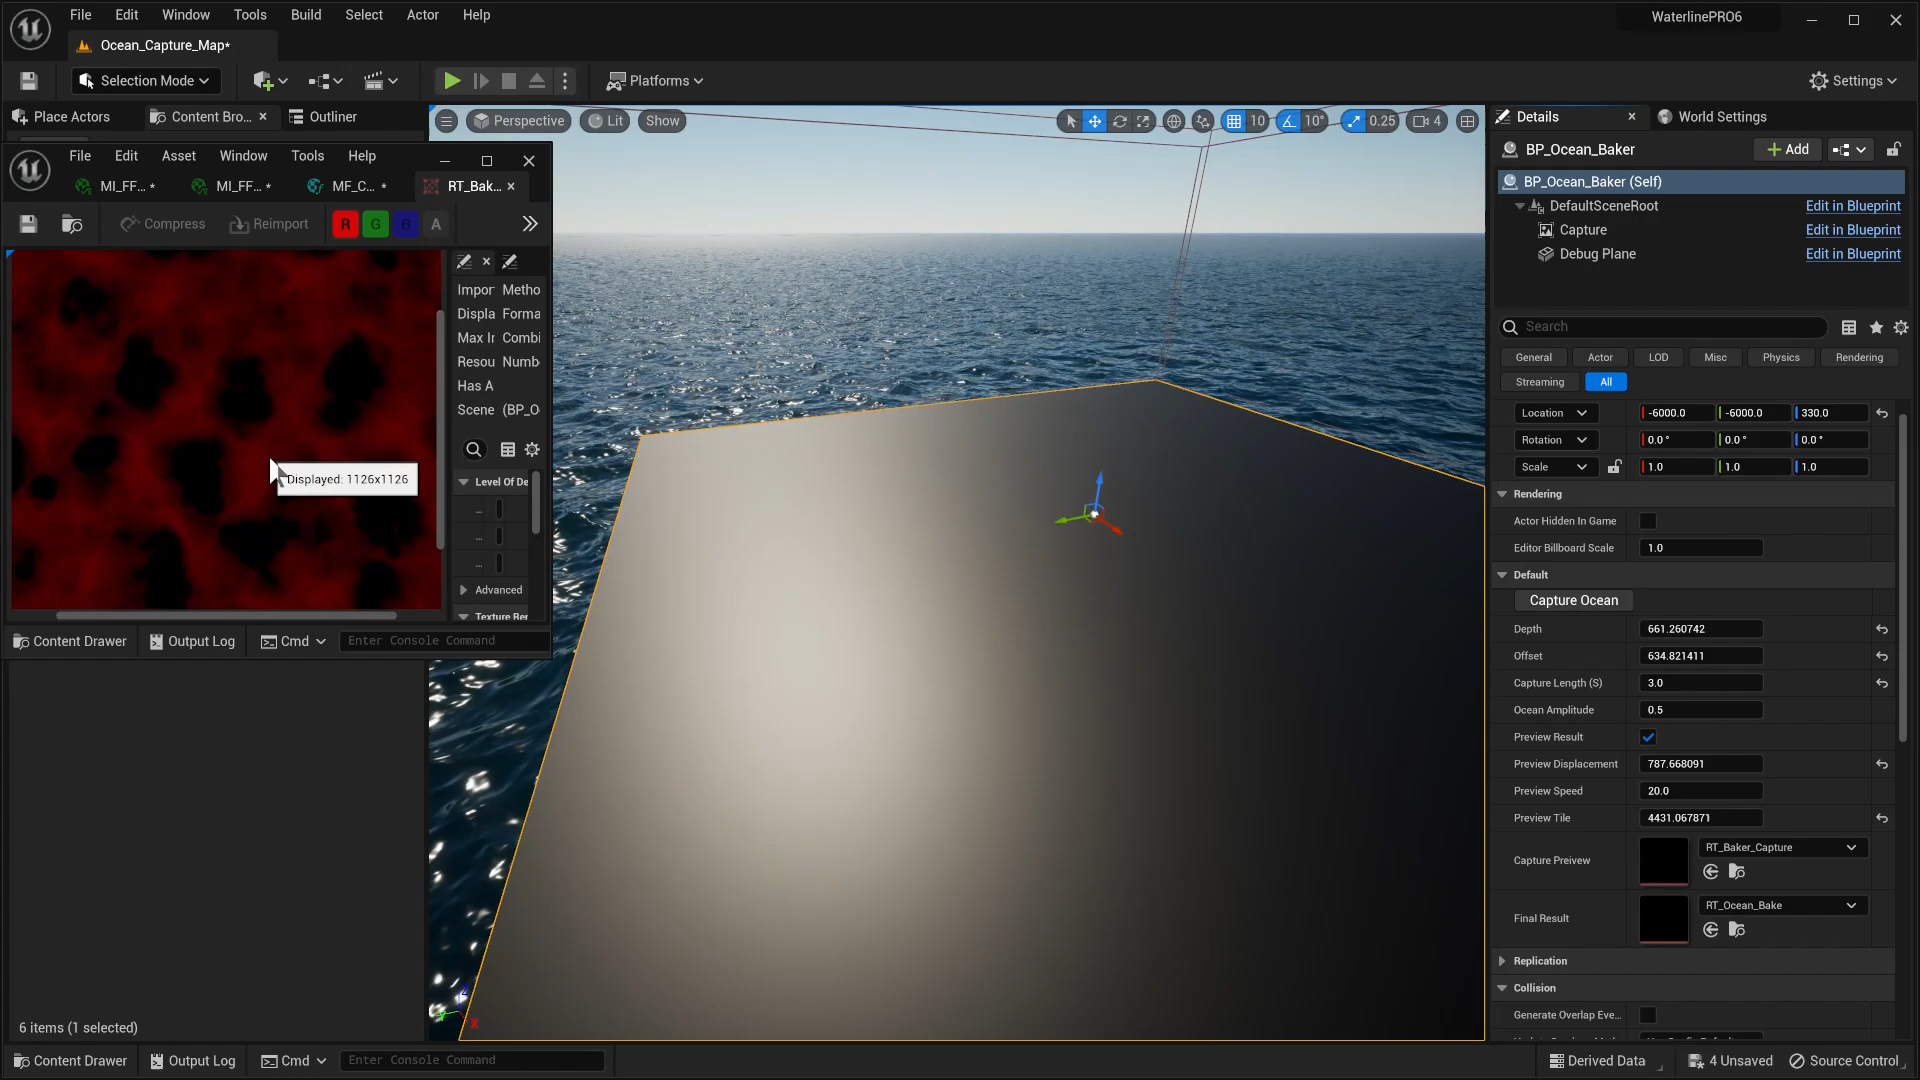 File Edit Window Tools Build Select Actor Help
WaterlinePRO6
Ocean_Capture_Map*
Selection Mode
Platforms
Settings
Place Actors
Content Bro...
Outliner
Perspective
Lit
Show
10
10°
0.25
4
Details
World Settings
File Edit Asset Window Tools Help
MI_FF... *
MI_FF... *
MF_C... *
RT_Bak...
Compress
Reimport
R G B A
Impor Metho
Displa Forma
Max Ir Combi
Resou Numb
Has A
Scene (BP_O
Level Of De
...
...
...
Advanced
Texture Rer
Displayed: 1126x1126
Content Drawer
Output Log
Cmd
Enter Console Command
6 items (1 selected)
BP_Ocean_Baker
Add
BP_Ocean_Baker (Self)
DefaultSceneRoot Edit in Blueprint
Capture Edit in Blueprint
Debug Plane Edit in Blueprint
Search
General Actor LOD Misc Physics Rendering
Streaming All
Location -6000.0 -6000.0 330.0
Rotation 0.0 ° 0.0 ° 0.0 °
Scale 1.0 1.0 1.0
Rendering
Actor Hidden In Game
Editor Billboard Scale 1.0
Default
Capture Ocean
Depth 661.260742
Offset 634.821411
Capture Length (S) 3.0
Ocean Amplitude 0.5
Preview Result
Preview Displacement 787.668091
Preview Speed 20.0
Preview Tile 4431.067871
Capture Preivew RT_Baker_Capture
Final Result RT_Ocean_Bake
Replication
Collision
Generate Overlap Eve...
Content Drawer
Output Log
Cmd
Enter Console Command
Derived Data
4 Unsaved
Source Control